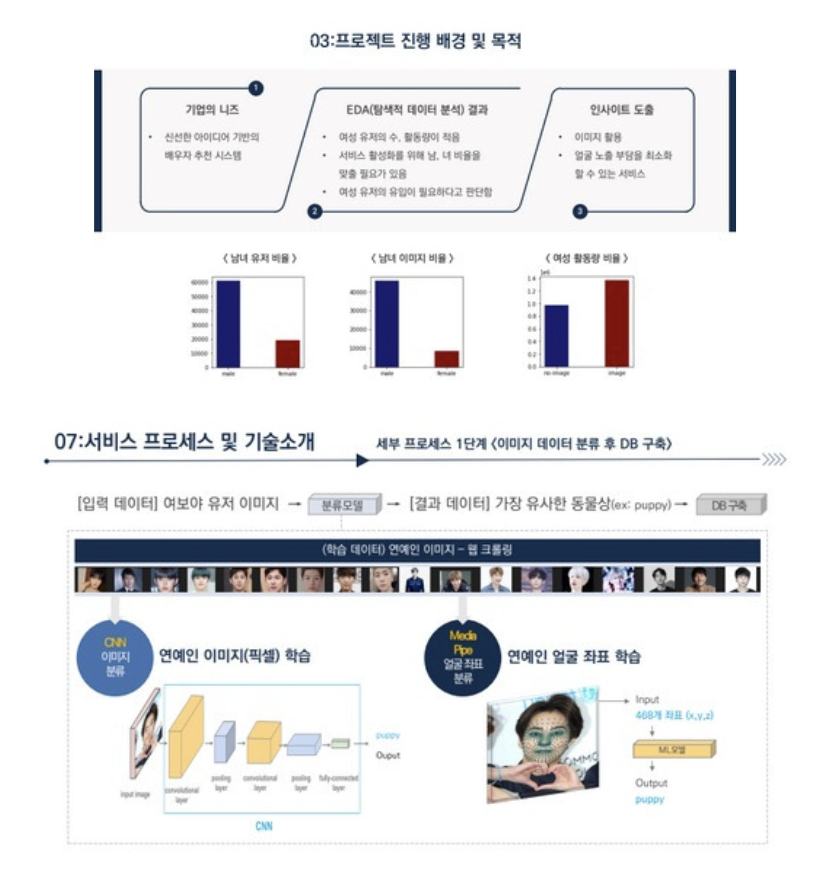 03:프로젝트 진행 배경 및 목적
1
기업의 니즈
• 신선한 아이디어 기반의
배우자 추천 시스템
EDA(탐색적 데이터 분석) 결과
• 여성 유저의 수, 활동량이 적음
• 서비스 활성화를 위해 남, 녀 비율을
맞출 필요가 있음
• 여성 유저의 유입이 필요하다고 판단함
2
인사이트 도출
• 이미지 활용
• 얼굴 노출 부담을 최소화
할 수 있는 서비스
3
< 남녀 유저 비율 >
60000
50000
40000
30000
20000
10000
0
male
female
< 남녀 이미지 비율 >
40000
30000
20000
10000
0
male
female
< 여성 활동량 비율 >
1e6
1.4
1.2
1.0
0.8
0.6
0.4
0.2
0.0
no image
image
07:서비스 프로세스 및 기술소개
세부 프로세스 1단계 <이미지 데이터 분류 후 DB 구축>
[입력 데이터] 여보야 유저 이미지 → 분류모델 → [결과 데이터] 가장 유사한 동물상(ex: puppy) → DB 구축
(학습 데이터) 연예인 이미지 – 웹 크롤링
CNN
이미지
분류
연예인 이미지(픽셀) 학습
input image
convolutional
layer
pooling
layer
convolutional
layer
pooling
layer
fully-connected
layer
puppy
Ouput
CNN
Media
Pipe
얼굴 좌표
분류
연예인 얼굴 좌표 학습
Input
468개 좌표 (x,y,z)
ML모델
Output
puppy